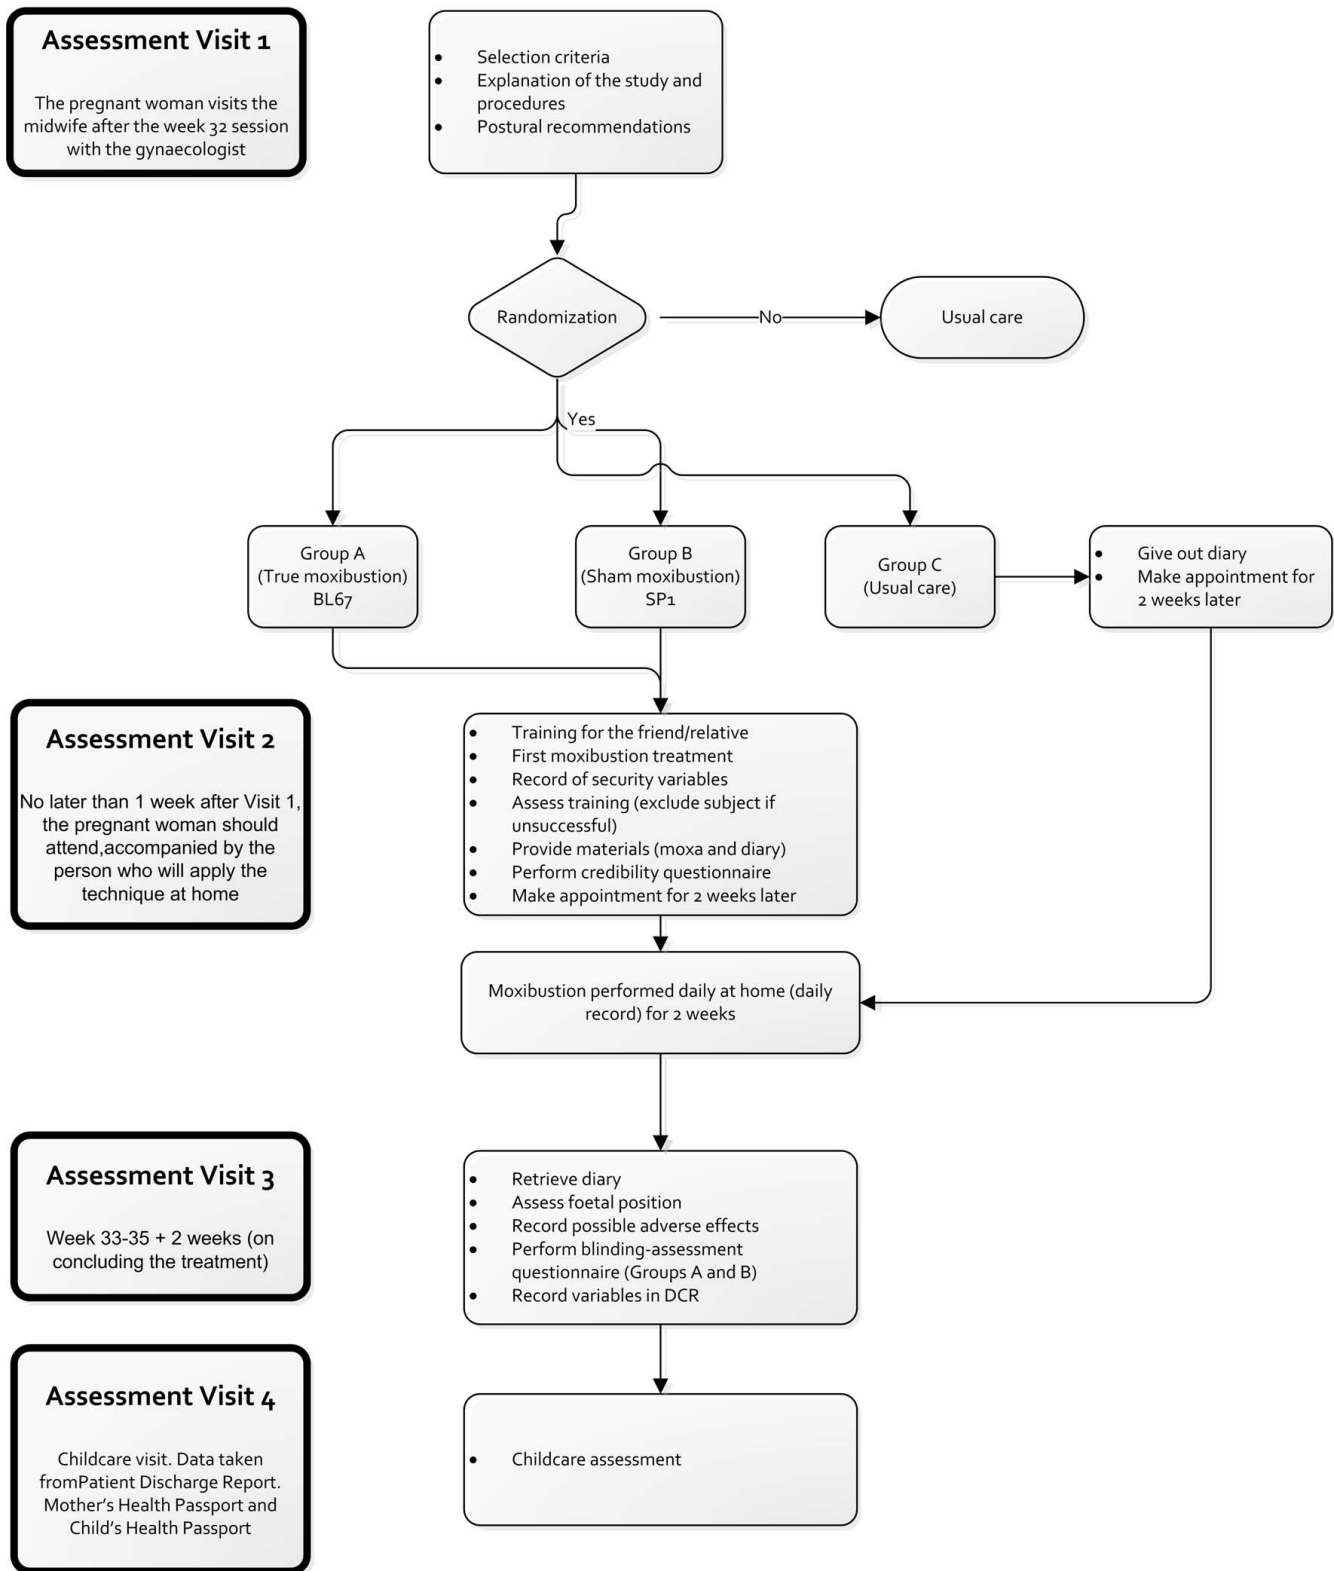 Assessment Visit 1
The pregnant woman visits the
midwife after the week 32 session
with the gynaecologist
• Selection criteria
• Explanation of the study and
procedures
• Postural recommendations
Randomization
No
Usual care
Yes
Group A
(True moxibustion)
BL67
Group B
(Sham moxibustion)
SP1
Group C
(Usual care)
• Give out diary
• Make appointment for
2 weeks later
Assessment Visit 2
No later than 1 week after Visit 1,
the pregnant woman should
attend,accompanied by the
person who will apply the
technique at home
• Training for the friend/relative
• First moxibustion treatment
• Record of security variables
• Assess training (exclude subject if
unsuccessful)
• Provide materials (moxa and diary)
• Perform credibility questionnaire
• Make appointment for 2 weeks later
Moxibustion performed daily at home (daily
record) for 2 weeks
Assessment Visit 3
Week 33-35 + 2 weeks (on
concluding the treatment)
• Retrieve diary
• Assess foetal position
• Record possible adverse effects
• Perform blinding-assessment
questionnaire (Groups A and B)
• Record variables in DCR
Assessment Visit 4
Childcare visit. Data taken
fromPatient Discharge Report.
Mother's Health Passport and
Child's Health Passport
• Childcare assessment